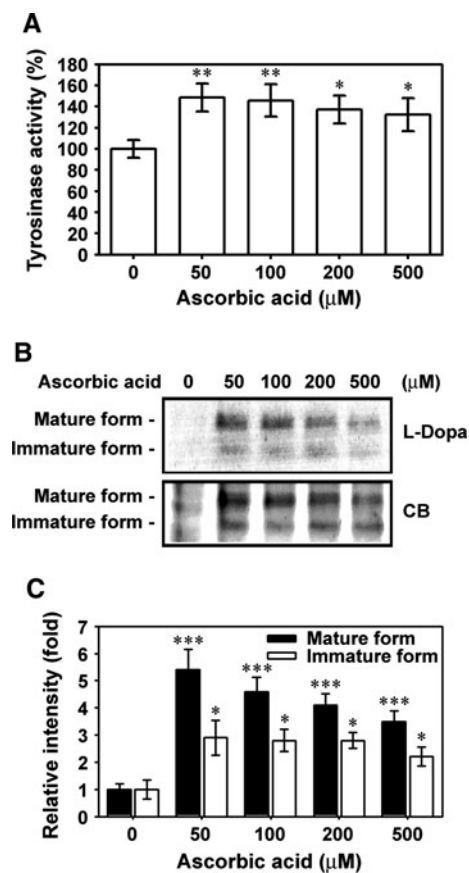 A
Tyrosinase activity (%)
180
160
140
120
100
80
60
40
20
0
** ** * *
0 50 100 200 500
Ascorbic acid (μM)
B
Ascorbic acid 0 50 100 200 500 (μM)
Mature form -
Immature form -
L-Dopa
Mature form -
Immature form -
CB
C
Relative intensity (fold)
7
6
5
4
3
2
1
0
Mature form
Immature form
*** * *** * *** * *** *
0 50 100 200 500
Ascorbic acid (μM)